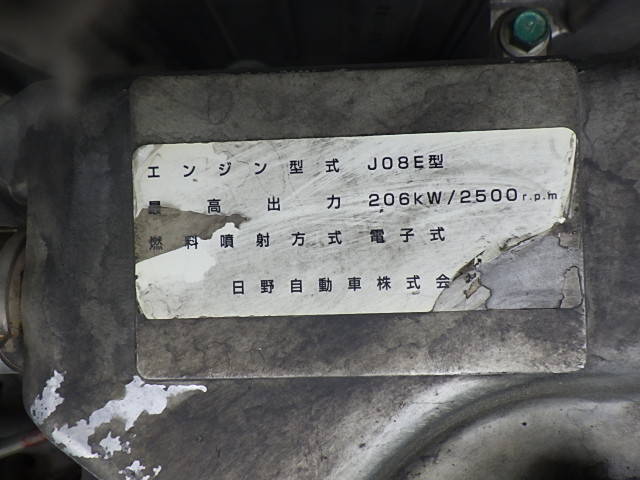 エンジン型式 J08E型
最高出力 206kW/2500r.p.m
燃料噴射方式 電子式
日野自動車株式会